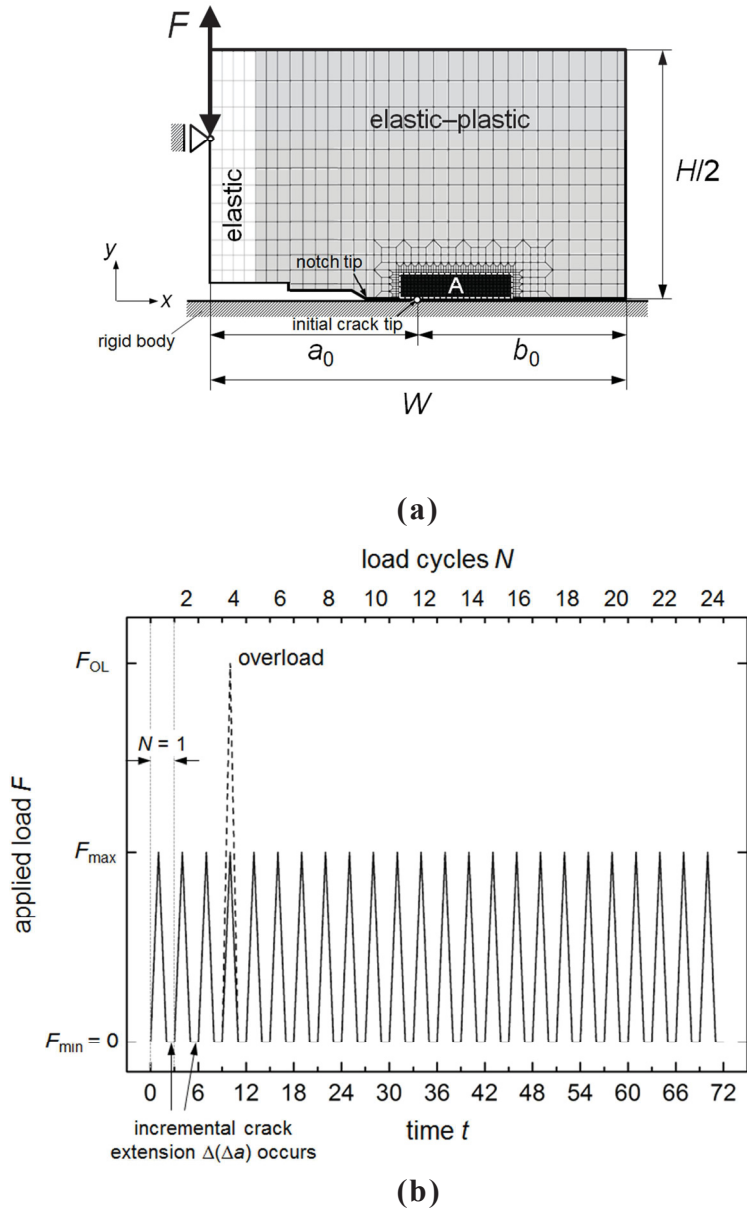 F
elastic–plastic
H/2
elastic
y
x
notch tip
A
initial crack tip
rigid body
a0
b0
W
(a)
load cycles N
2 4 6 8 10 12 14 16 18 20 22 24
FOL
overload
N = 1
applied load F
Fmax
Fmin = 0
0 6 12 18 24 30 36 42 48 54 60 66 72
incremental crack
extension Δ(Δa) occurs
time t
(b)